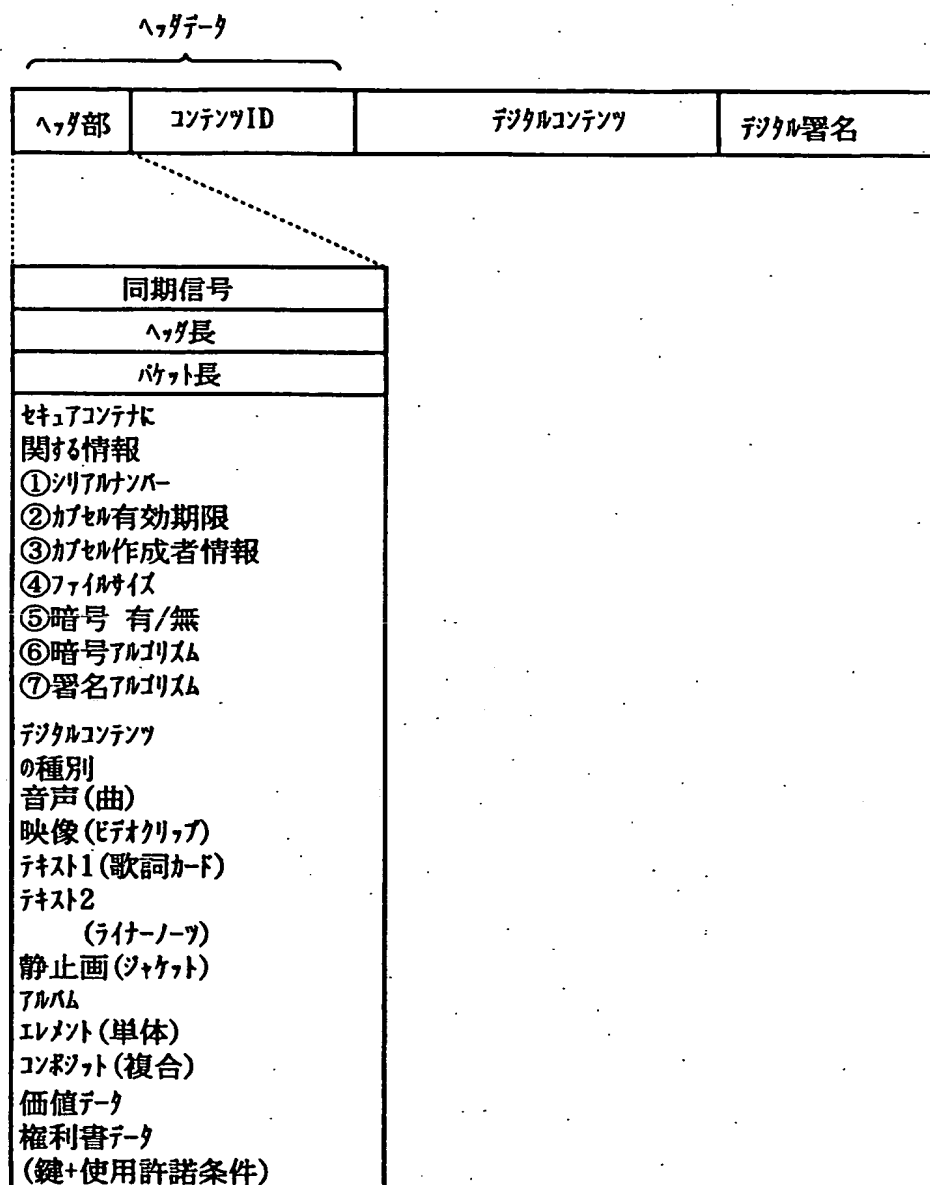 ヘッダデータ
ヘッダ部 コンテンツID デジタルコンテンツ デジタル署名
同期信号
ヘッダ長
パケット長
セキュアコンテナに
関する情報
①シリアルナンバー
②カプセル有効期限
③カプセル作成者情報
④ファイルサイズ
⑤暗号 有/無
⑥暗号アルゴリズム
⑦署名アルゴリズム
デジタルコンテンツ
の種別
音声(曲)
映像(ビデオクリップ)
テキスト1(歌詞カード)
テキスト2
(ライナーノーツ)
静止画(ジャケット)
アルバム
エレメント(単体)
コンポジット(複合)
価値データ
権利書データ
(鍵+使用許諾条件)